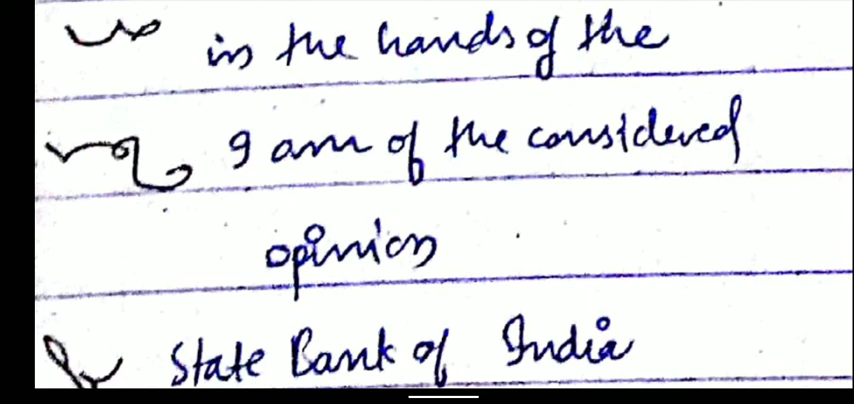 in the hands of the
I am of the considered
opinion
State Bank of India